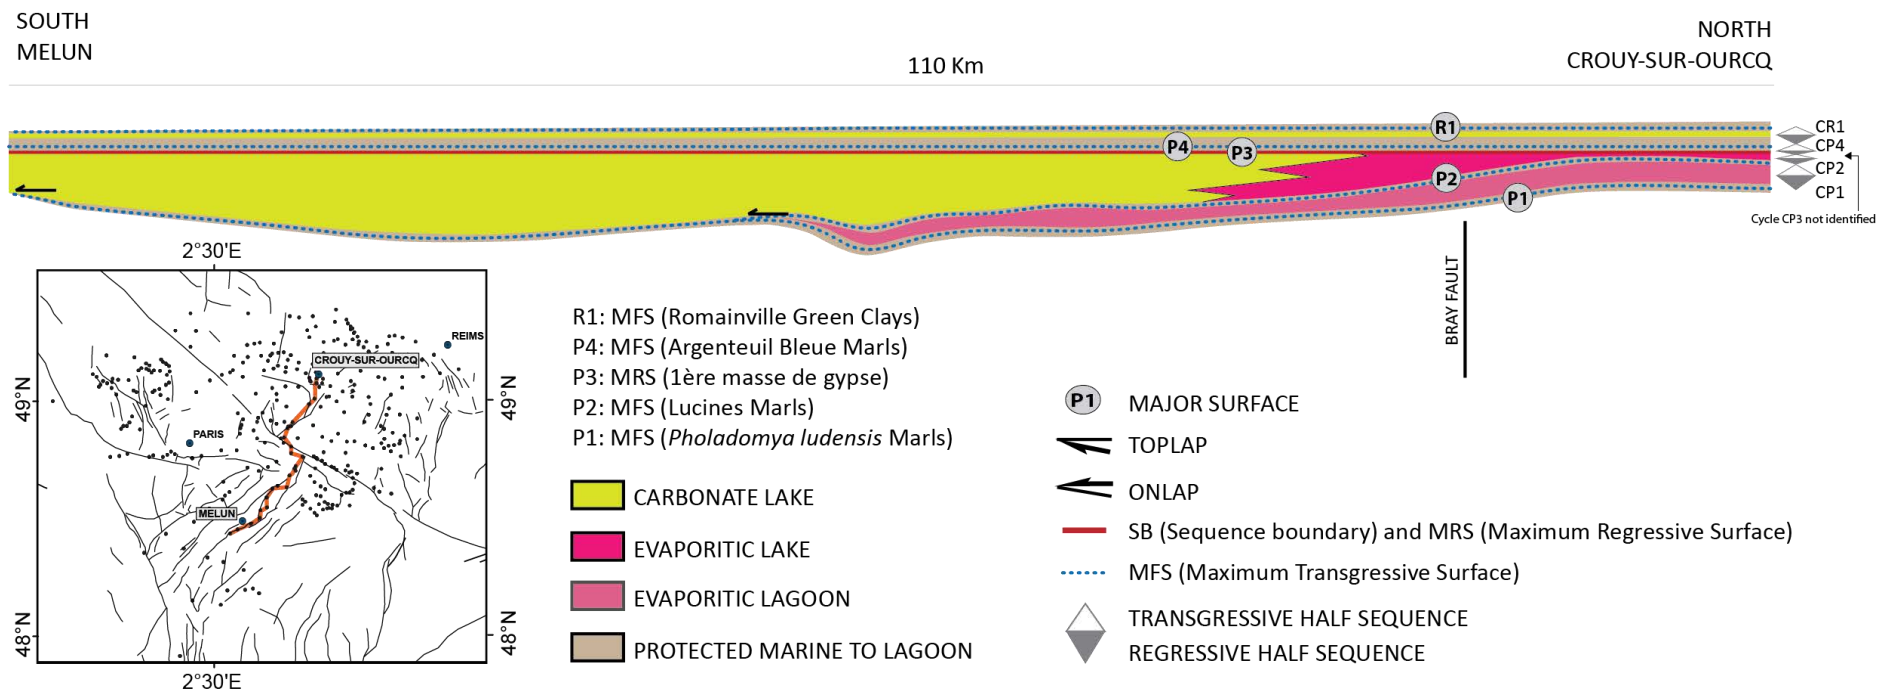 SOUTH
MELUN
110 Km
NORTH
CROUY-SUR-OURCQ
R1
P4
P3
P2
P1
CR1
CP4
CP2
CP1
Cycle CP3 not identified
BRAY FAULT
2°30'E
49°N
48°N
49°N
48°N
2°30'E
REIMS
CROUY-SUR-OURCQ
PARIS
MELUN
R1: MFS (Romainville Green Clays)
P4: MFS (Argenteuil Bleue Marls)
P3: MRS (1ère masse de gypse)
P2: MFS (Lucines Marls)
P1: MFS (Pholadomya ludensis Marls)
CARBONATE LAKE
EVAPORITIC LAKE
EVAPORITIC LAGOON
PROTECTED MARINE TO LAGOON
P1 MAJOR SURFACE
TOPLAP
ONLAP
SB (Sequence boundary) and MRS (Maximum Regressive Surface)
MFS (Maximum Transgressive Surface)
TRANSGRESSIVE HALF SEQUENCE
REGRESSIVE HALF SEQUENCE